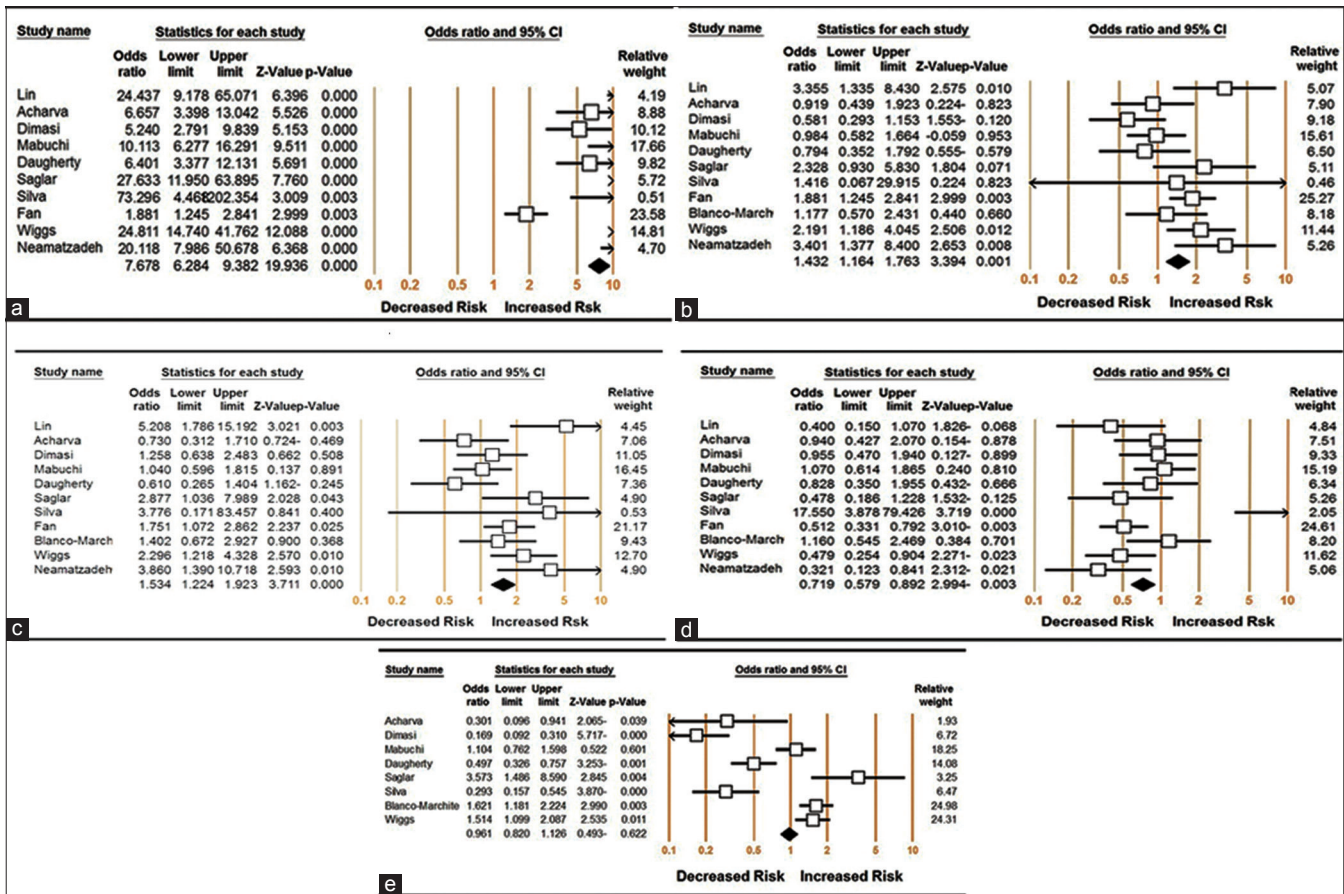 Study name Statistics for each study Odds ratio and 95% CI
Odds ratio Lower limit Upper limit Z-Value p-Value Relative weight
Lin 24.437 9.178 65.071 6.396 0.000 4.19
Acharva 6.657 3.398 13.042 5.526 0.000 8.88
Dimasi 5.240 2.791 9.839 5.153 0.000 10.12
Mabuchi 10.113 6.277 16.291 9.511 0.000 17.66
Daugherty 6.401 3.377 12.131 5.691 0.000 9.82
Saglar 27.633 11.950 63.895 7.760 0.000 5.72
Silva 73.296 4.468 202.354 3.009 0.003 0.51
Fan 1.881 1.245 2.841 2.999 0.003 23.58
Wiggs 24.811 14.740 41.762 12.088 0.000 14.81
Neamatzadeh 20.118 7.986 50.678 6.368 0.000 4.70
7.678 6.284 9.382 19.936 0.000
0.1 0.2 0.5 1 2 5 10
Decreased Risk Increased Rsk
a
Study name Statistics for each study Odds ratio and 95% CI
Odds ratio Lower limit Upper limit Z-Value p-Value Relative weight
Lin 3.355 1.335 8.430 2.575 0.010 5.07
Acharva 0.919 0.439 1.923 0.224- 0.823 7.90
Dimasi 0.581 0.293 1.153 1.553- 0.120 9.18
Mabuchi 0.984 0.582 1.664 -0.059 0.953 15.61
Daugherty 0.794 0.352 1.792 0.555- 0.579 6.50
Saglar 2.328 0.930 5.830 1.804 0.071 5.11
Silva 1.416 0.067 29.915 0.224 0.823 0.46
Fan 1.881 1.245 2.841 2.999 0.003 25.27
Blanco-March 1.177 0.570 2.431 0.440 0.660 8.18
Wiggs 2.191 1.186 4.045 2.506 0.012 11.44
Neamatzadeh 3.401 1.377 8.400 2.653 0.008 5.26
1.432 1.164 1.763 3.394 0.001
0.1 0.2 0.5 1 2 5 10
Decreased Risk Increased Rsk
b
Study name Statistics for each study Odds ratio and 95% CI
Odds ratio Lower limit Upper limit Z-Value p-Value Relative weight
Lin 5.208 1.786 15.192 3.021 0.003 4.45
Acharva 0.730 0.312 1.710 0.724- 0.469 7.06
Dimasi 1.258 0.638 2.483 0.662 0.508 11.05
Mabuchi 1.040 0.596 1.815 0.137 0.891 16.45
Daugherty 0.610 0.265 1.404 1.162- 0.245 7.36
Saglar 2.877 1.036 7.989 2.028 0.043 4.90
Silva 3.776 0.171 83.457 0.841 0.400 0.53
Fan 1.751 1.072 2.862 2.237 0.025 21.17
Blanco-March 1.402 0.672 2.927 0.900 0.368 9.43
Wiggs 2.296 1.218 4.328 2.570 0.010 12.70
Neamatzadeh 3.860 1.390 10.718 2.593 0.010 4.90
1.534 1.224 1.923 3.711 0.000
0.1 0.2 0.5 1 2 5 10
Decreased Risk Increased Rsk
c
Study name Statistics for each study Odds ratio and 95% CI
Odds ratio Lower limit Upper limit Z-Value p-Value Relative weight
Lin 0.400 0.150 1.070 1.826- 0.068 4.84
Acharva 0.940 0.427 2.070 0.154- 0.878 7.51
Dimasi 0.955 0.470 1.940 0.127- 0.899 9.33
Mabuchi 1.070 0.614 1.865 0.240 0.810 15.19
Daugherty 0.828 0.350 1.955 0.432- 0.666 6.34
Saglar 0.478 0.186 1.228 1.532- 0.125 5.26
Silva 17.550 3.878 79.426 3.719 0.000 2.05
Fan 0.512 0.331 0.792 3.010- 0.003 24.61
Blanco-March 1.160 0.545 2.469 0.384 0.701 8.20
Wiggs 0.479 0.254 0.904 2.271- 0.023 11.62
Neamatzadeh 0.321 0.123 0.841 2.312- 0.021 5.06
0.719 0.579 0.892 2.994- 0.003
0.1 0.2 0.5 1 2 5 10
Decreased Risk Increased Risk
d
Study name Statistics for each study Odds ratio and 95% CI
Odds ratio Lower limit Upper limit Z-Value p-Value Relative weight
Acharva 0.301 0.096 0.941 2.065- 0.039 1.93
Dimasi 0.169 0.092 0.310 5.717- 0.000 6.72
Mabuchi 1.104 0.762 1.598 0.522 0.601 18.25
Daugherty 0.497 0.326 0.757 3.253- 0.001 14.08
Saglar 3.573 1.486 8.590 2.845 0.004 3.25
Silva 0.293 0.157 0.545 3.870- 0.000 6.47
Blanco-Marchite 1.621 1.181 2.224 2.990 0.003 24.98
Wiggs 1.514 1.099 2.087 2.535 0.011 24.31
0.961 0.820 1.126 0.493- 0.622
0.1 0.2 0.5 1 2 5 10
Decreased Risk Increased Risk
e